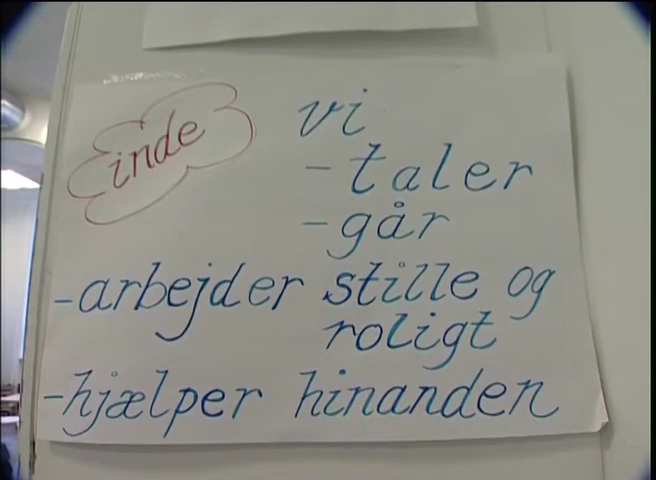 inde
vi
- taler
- går
- arbejder stille og
roligt
- hjælper hinanden